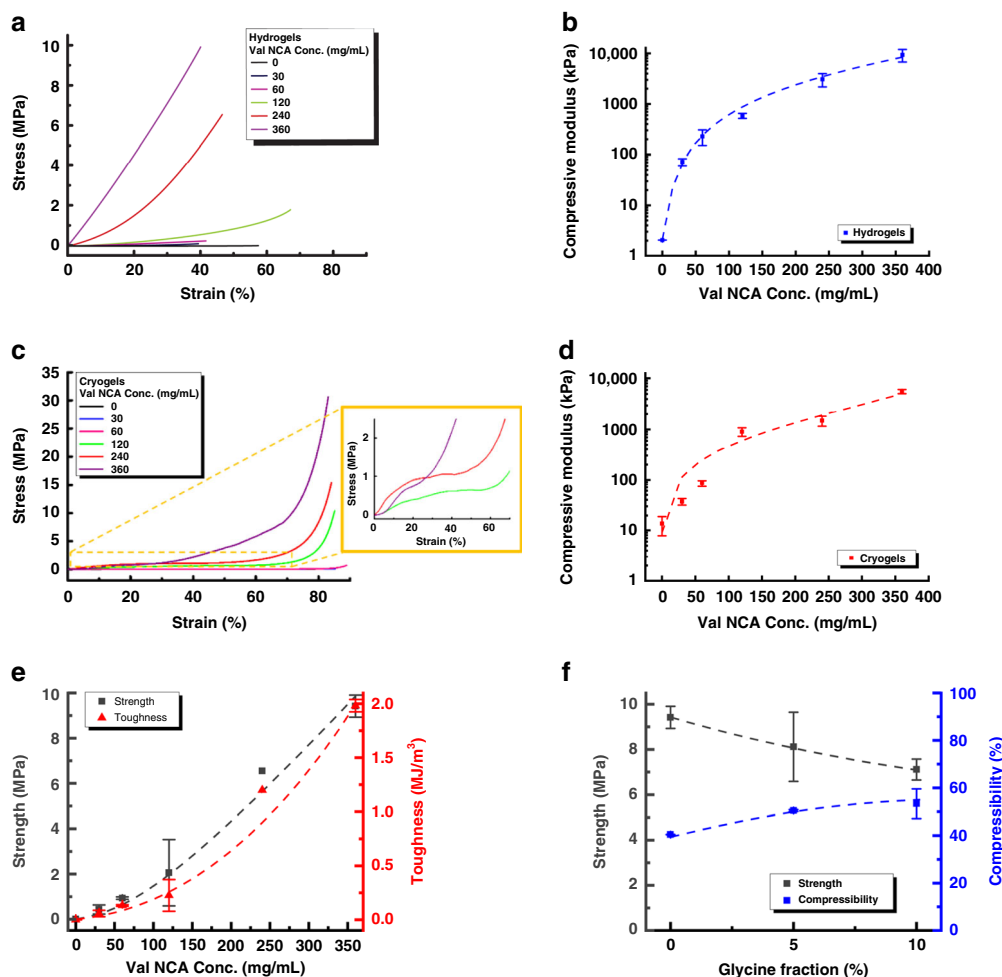 a
10
8
6
4
2
0
Stress (MPa)
Hydrogels
Val NCA Conc. (mg/mL)
0
30
60
120
240
360
0 20 40 60 80
Strain (%)
b
10,000
1000
100
10
1
Compressive modulus (kPa)
Hydrogels
0 50 100 150 200 250 300 350 400
Val NCA Conc. (mg/mL)
c
35
30
25
20
15
10
5
0
Stress (MPa)
Cryogels
Val NCA Conc. (mg/mL)
0
30
60
120
240
360
0 20 40 60 80
Strain (%)
2
1
0
Stress (MPa)
0 20 40 60
Strain (%)
d
10,000
1000
100
10
1
Compressive modulus (kPa)
Cryogels
0 50 100 150 200 250 300 350 400
Val NCA Conc. (mg/mL)
e
10
8
6
4
2
0
Strength (MPa)
Strength
Toughness
2.0
1.5
1.0
0.5
0.0
Toughness (MJ/m³)
0 50 100 150 200 250 300 350
Val NCA Conc. (mg/mL)
f
10
8
6
4
2
0
Strength (MPa)
Strength
Compressibility
100
80
60
40
20
0
Compressibility (%)
0 5 10
Glycine fraction (%)